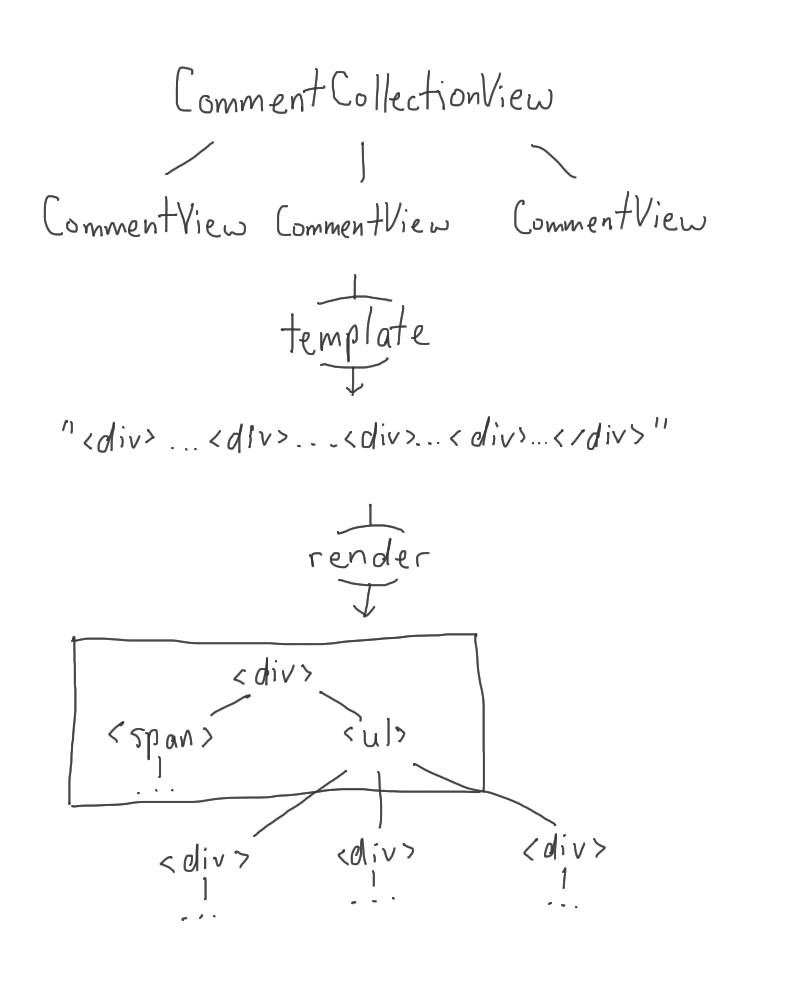 CommentCollectionView
CommentView CommentView CommentView
template
"<div> ... <div> ... <div> ... <div> ... </div>"
render
<div>
<span> <ul>
...
<div> <div> <div>
... ... ...